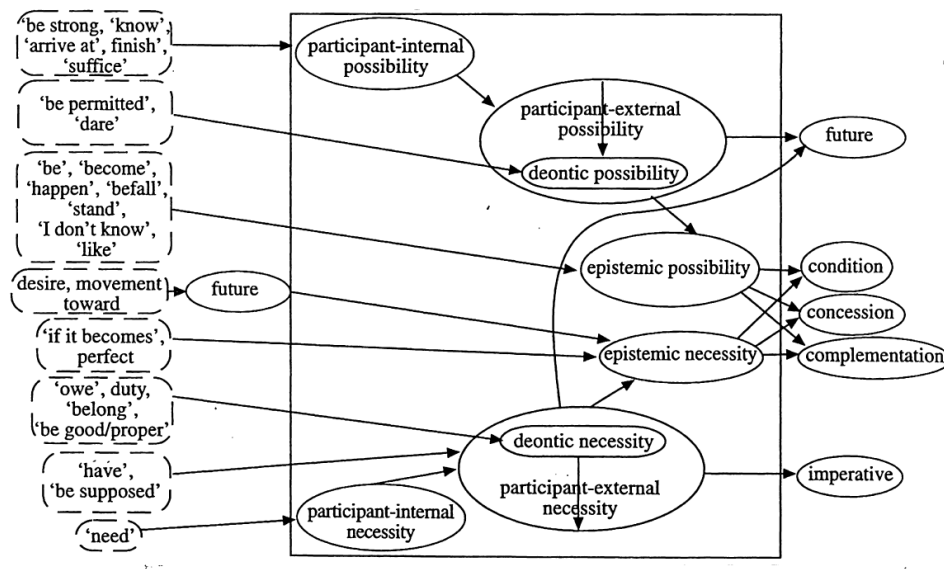 'be strong, 'know',
'arrive at', finish',
'suffice'
participant-internal
possibility
'be permitted',
'dare'
participant-external
possibility
deontic possibility
future
'be', 'become',
'happen', 'befall',
'stand',
'I don't know',
'like'
epistemic possibility
condition
desire, movement
toward
future
concession
'if it becomes',
perfect
epistemic necessity
complementation
'owe', duty,
'belong',
'be good/proper'
deontic necessity
'have',
'be supposed'
participant-external
necessity
imperative
participant-internal
necessity
'need'